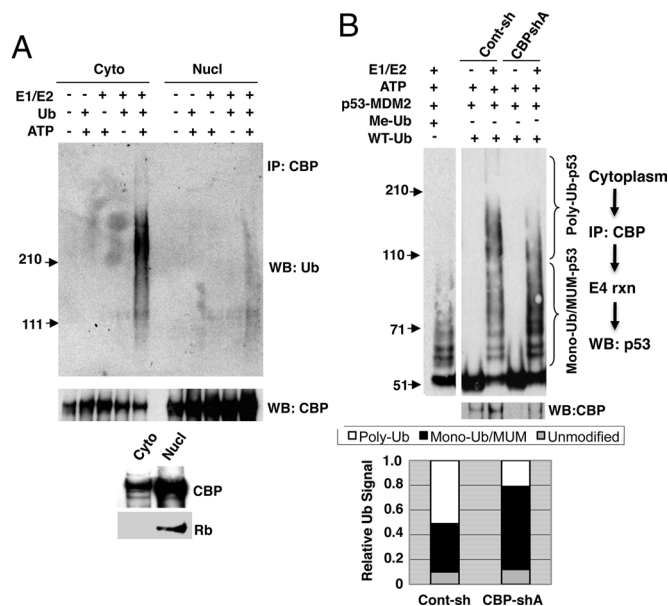 A
Cyto Nucl
E1/E2 - - + + + - - + + +
Ub - + - + + - + - + +
ATP - + + - + - + + - +
IP: CBP
210
WB: Ub
111
WB: CBP
Cyto Nucl
CBP
Rb
B
Cont-sh CBPshA
E1/E2 + - + - +
ATP + + + + +
p53-MDM2 + + + + +
Me-Ub + - - - -
WT-Ub - + + + +
210
110
71
51
Poly-Ub-p53
Mono-Ub/MUM-p53
Cytoplasm
IP: CBP
E4 rxn
WB: p53
WB:CBP
Poly-Ub Mono-Ub/MUM Unmodified
Relative Ub Signal
1.0
0.8
0.6
0.4
0.2
0
Cont-sh CBP-shA